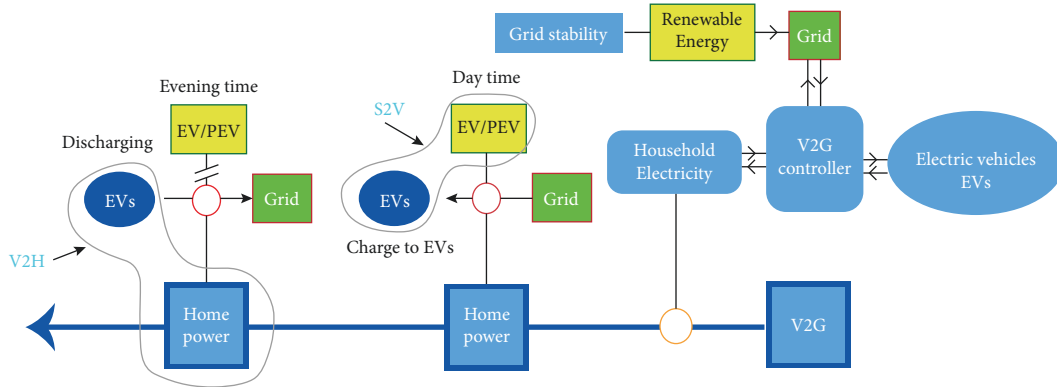 Grid stability
Renewable
Energy
Grid
Evening time
Day time
S2V
EV/PEV
EV/PEV
Discharging
Household
Electricity
V2G
controller
Electric vehicles
EVs
EVs
Grid
EVs
Grid
Charge to EVs
V2H
Home
power
Home
power
V2G